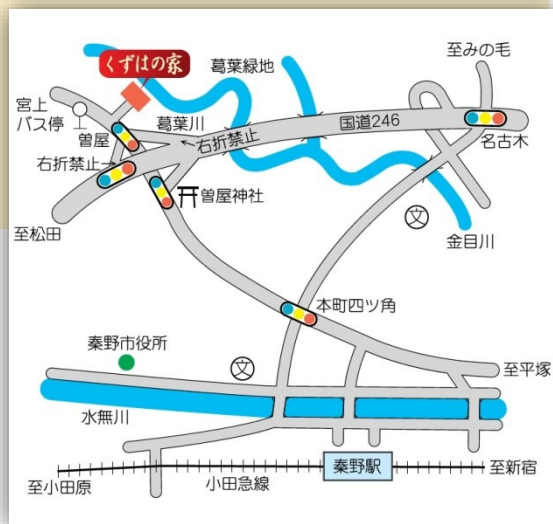 くずはの家
葛葉緑地
至みの毛
宮上
バス停
曽屋
葛葉川
国道246
右折禁止
名古木
右折禁止
曽屋神社
文
至松田
金目川
本町四ツ角
秦野市役所
文
至平塚
水無川
秦野駅
至新宿
至小田原
小田急線